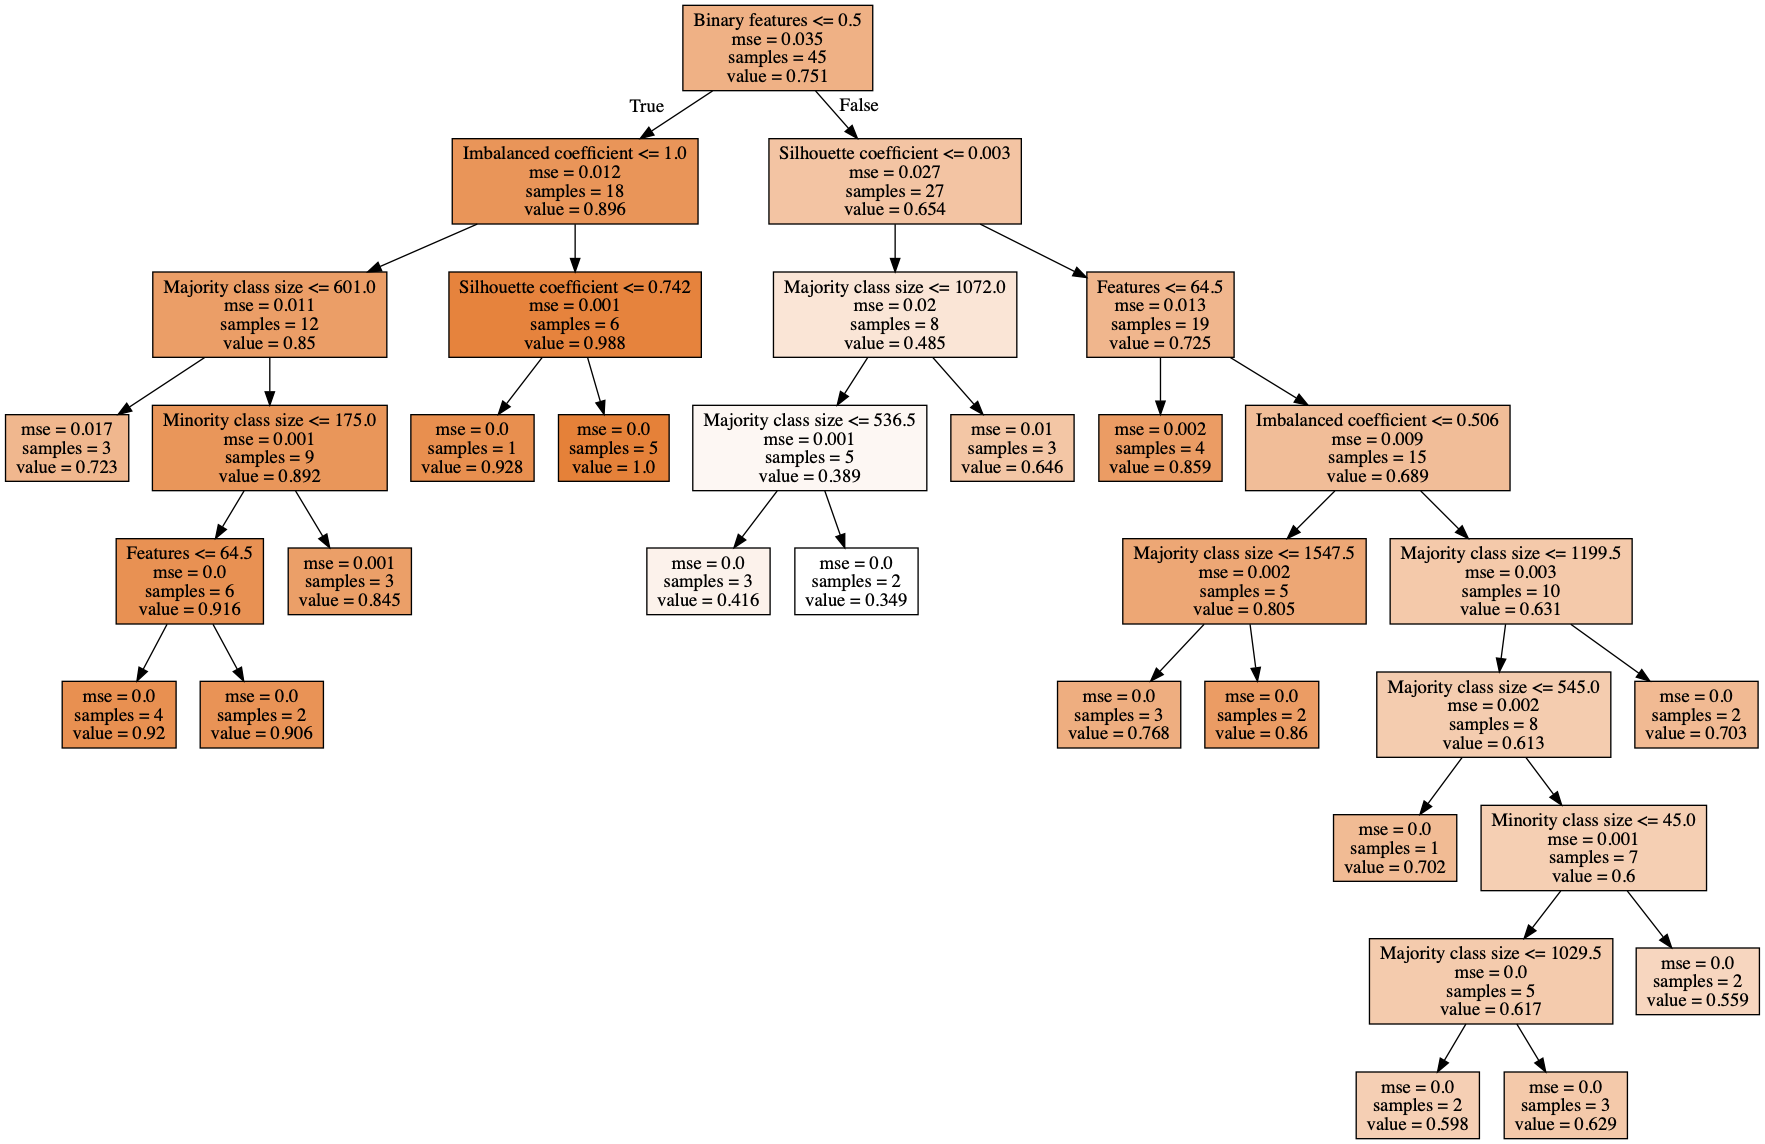 Binary features <= 0.5
mse = 0.035
samples = 45
value = 0.751
True
False
Imbalanced coefficient <= 1.0
mse = 0.012
samples = 18
value = 0.896
Silhouette coefficient <= 0.003
mse = 0.027
samples = 27
value = 0.654
Majority class size <= 601.0
mse = 0.011
samples = 12
value = 0.85
Silhouette coefficient <= 0.742
mse = 0.001
samples = 6
value = 0.988
Majority class size <= 1072.0
mse = 0.02
samples = 8
value = 0.485
Features <= 64.5
mse = 0.013
samples = 19
value = 0.725
mse = 0.017
samples = 3
value = 0.723
Minority class size <= 175.0
mse = 0.001
samples = 9
value = 0.892
mse = 0.0
samples = 1
value = 0.928
mse = 0.0
samples = 5
value = 1.0
Majority class size <= 536.5
mse = 0.001
samples = 5
value = 0.389
mse = 0.01
samples = 3
value = 0.646
mse = 0.002
samples = 4
value = 0.859
Imbalanced coefficient <= 0.506
mse = 0.009
samples = 15
value = 0.689
Features <= 64.5
mse = 0.0
samples = 6
value = 0.916
mse = 0.001
samples = 3
value = 0.845
mse = 0.0
samples = 3
value = 0.416
mse = 0.0
samples = 2
value = 0.349
Majority class size <= 1547.5
mse = 0.002
samples = 5
value = 0.805
Majority class size <= 1199.5
mse = 0.003
samples = 10
value = 0.631
mse = 0.0
samples = 4
value = 0.92
mse = 0.0
samples = 2
value = 0.906
mse = 0.0
samples = 3
value = 0.768
mse = 0.0
samples = 2
value = 0.86
Majority class size <= 545.0
mse = 0.002
samples = 8
value = 0.613
mse = 0.0
samples = 2
value = 0.703
mse = 0.0
samples = 1
value = 0.702
Minority class size <= 45.0
mse = 0.001
samples = 7
value = 0.6
Majority class size <= 1029.5
mse = 0.0
samples = 5
value = 0.617
mse = 0.0
samples = 2
value = 0.559
mse = 0.0
samples = 2
value = 0.598
mse = 0.0
samples = 3
value = 0.629